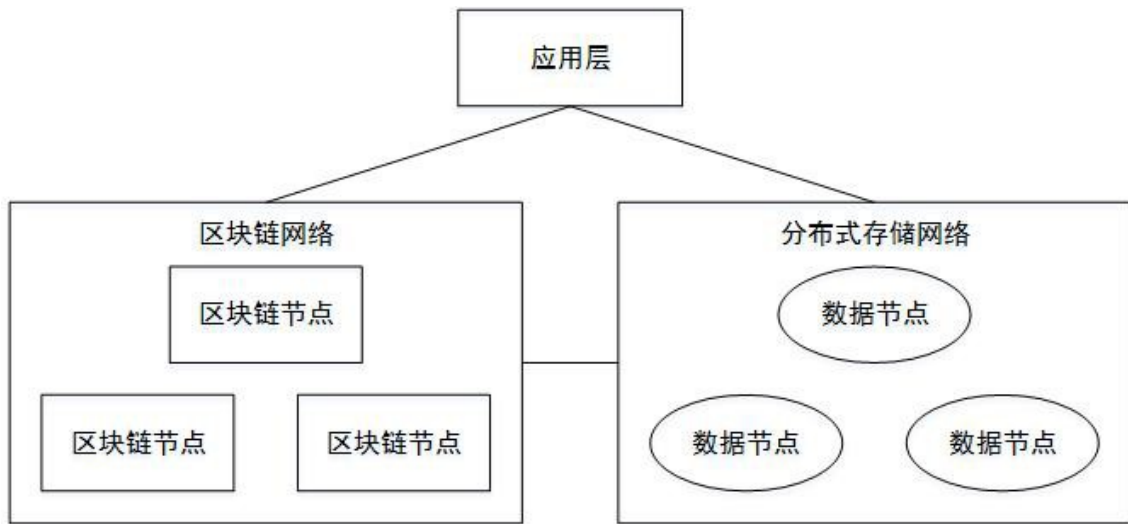 应用层
区块链网络
区块链节点
区块链节点
区块链节点
分布式存储网络
数据节点
数据节点
数据节点